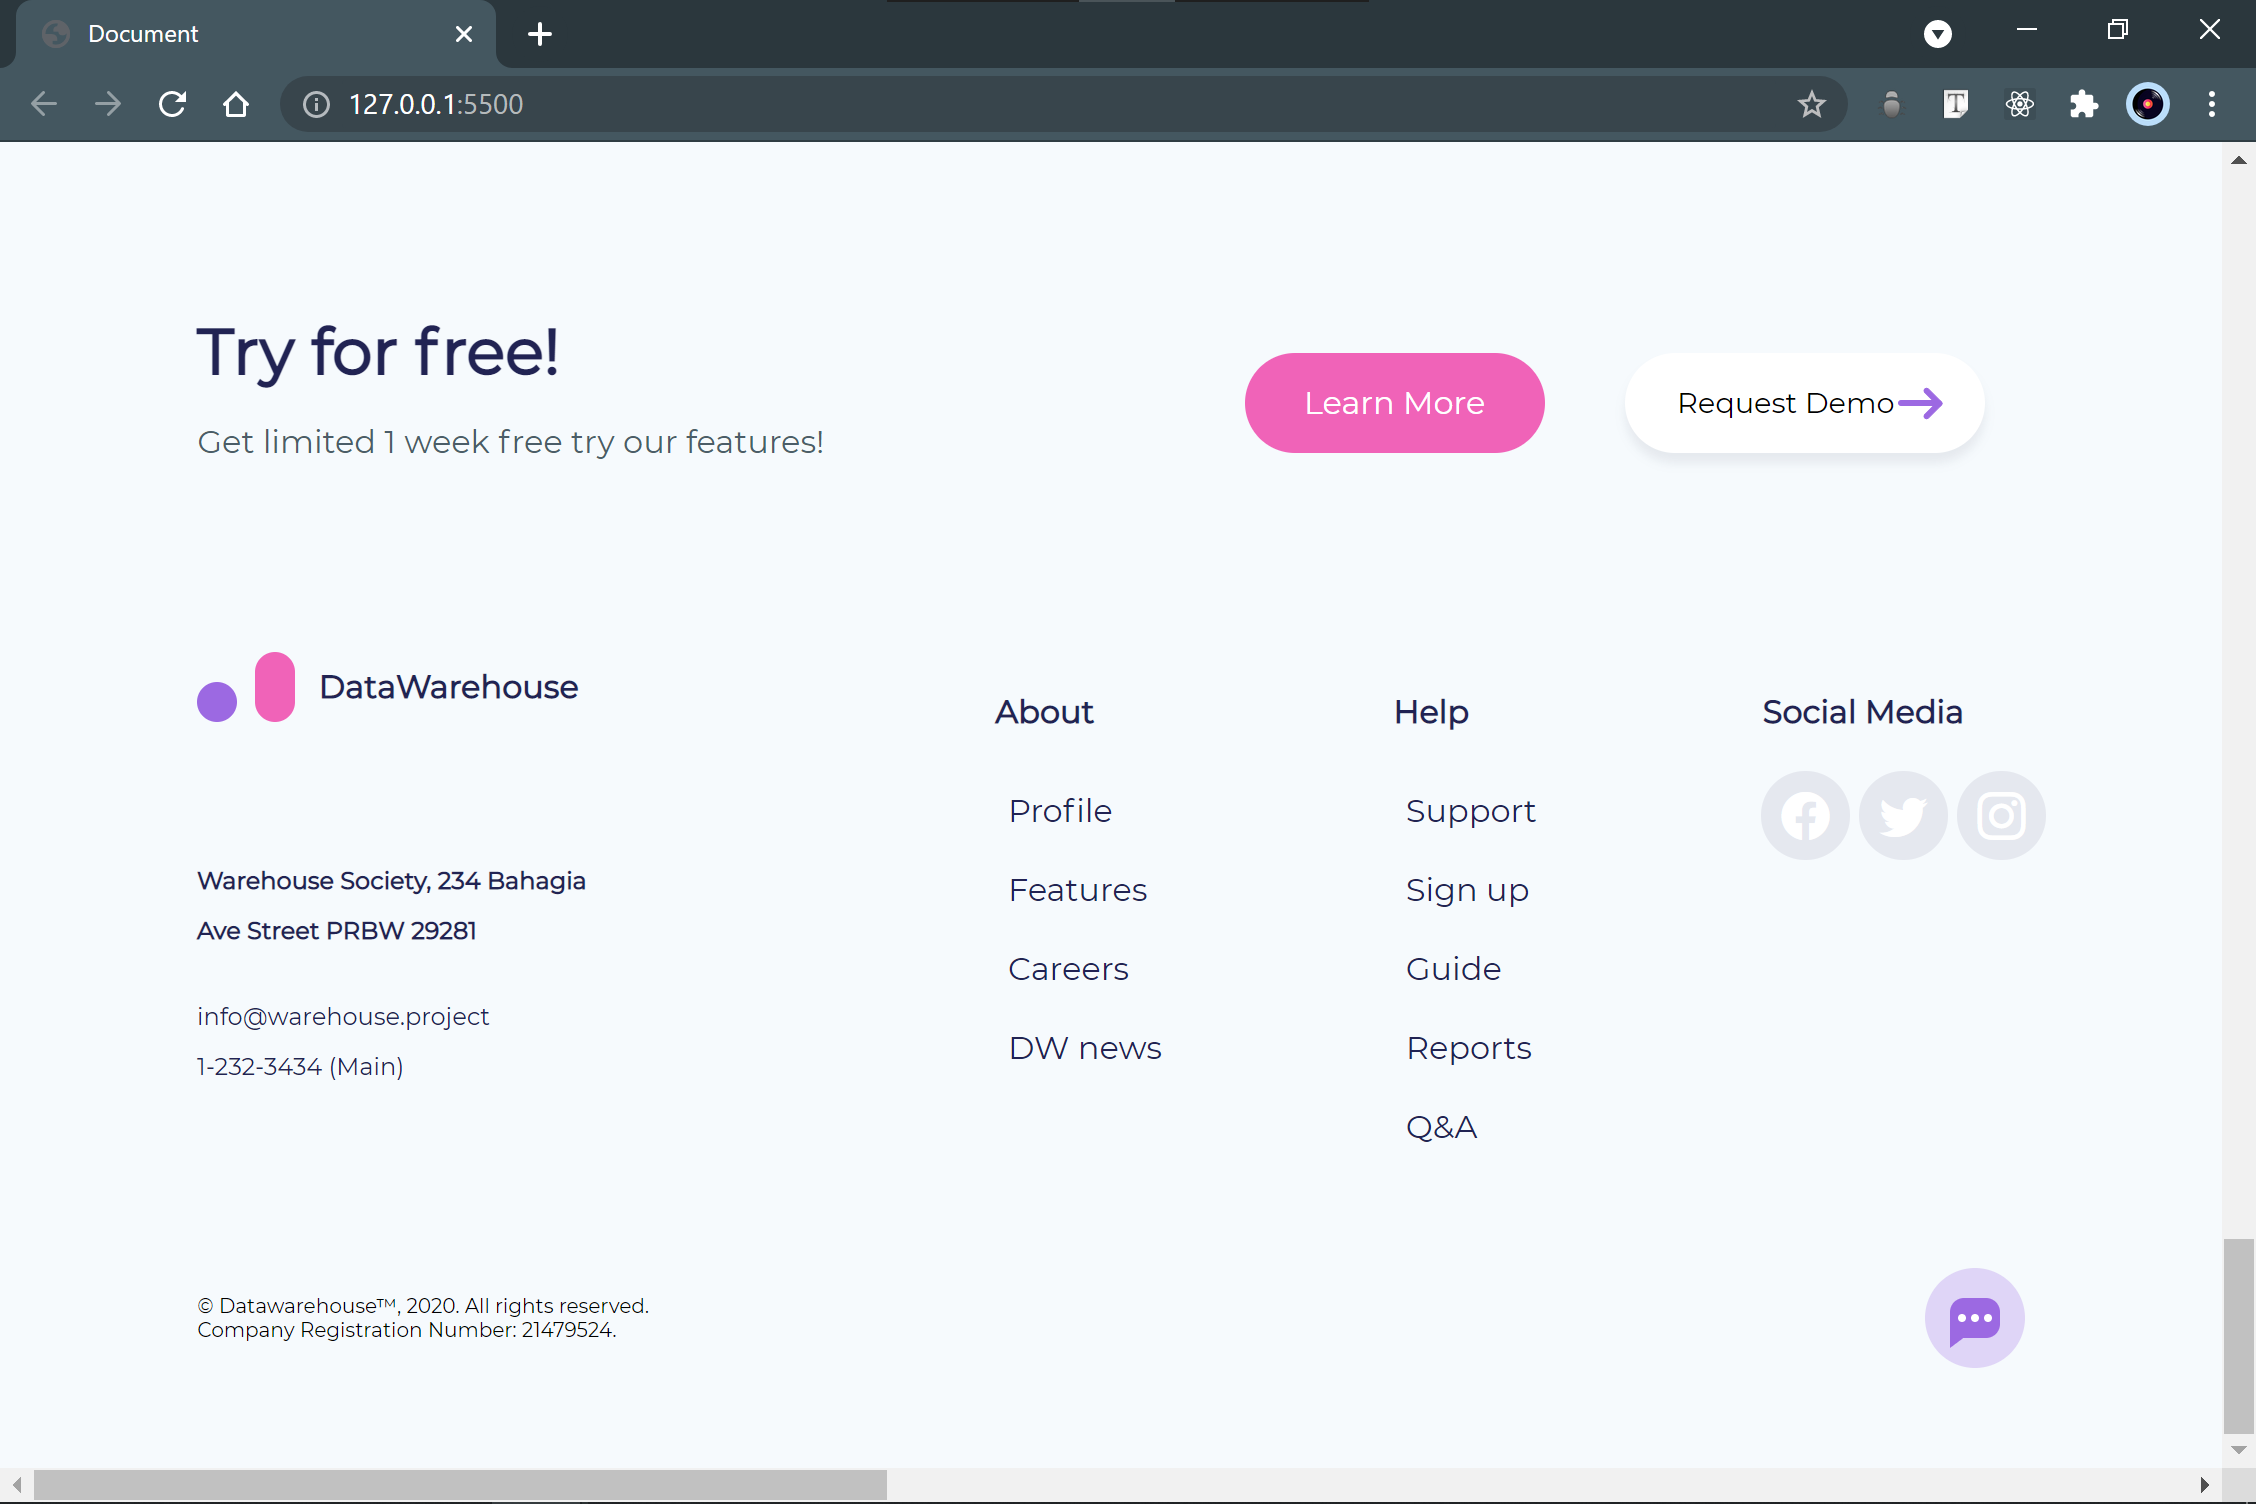 Document
127.0.0.1:5500
Try for free!
Get limited 1 week free try our features!
Learn More
Request Demo
DataWarehouse
Warehouse Society, 234 Bahagia
Ave Street PRBW 29281
info@warehouse.project
1-232-3434 (Main)
About
Profile
Features
Careers
DW news
Help
Support
Sign up
Guide
Reports
Q&A
Social Media
© Datawarehouse™, 2020. All rights reserved.
Company Registration Number: 21479524.